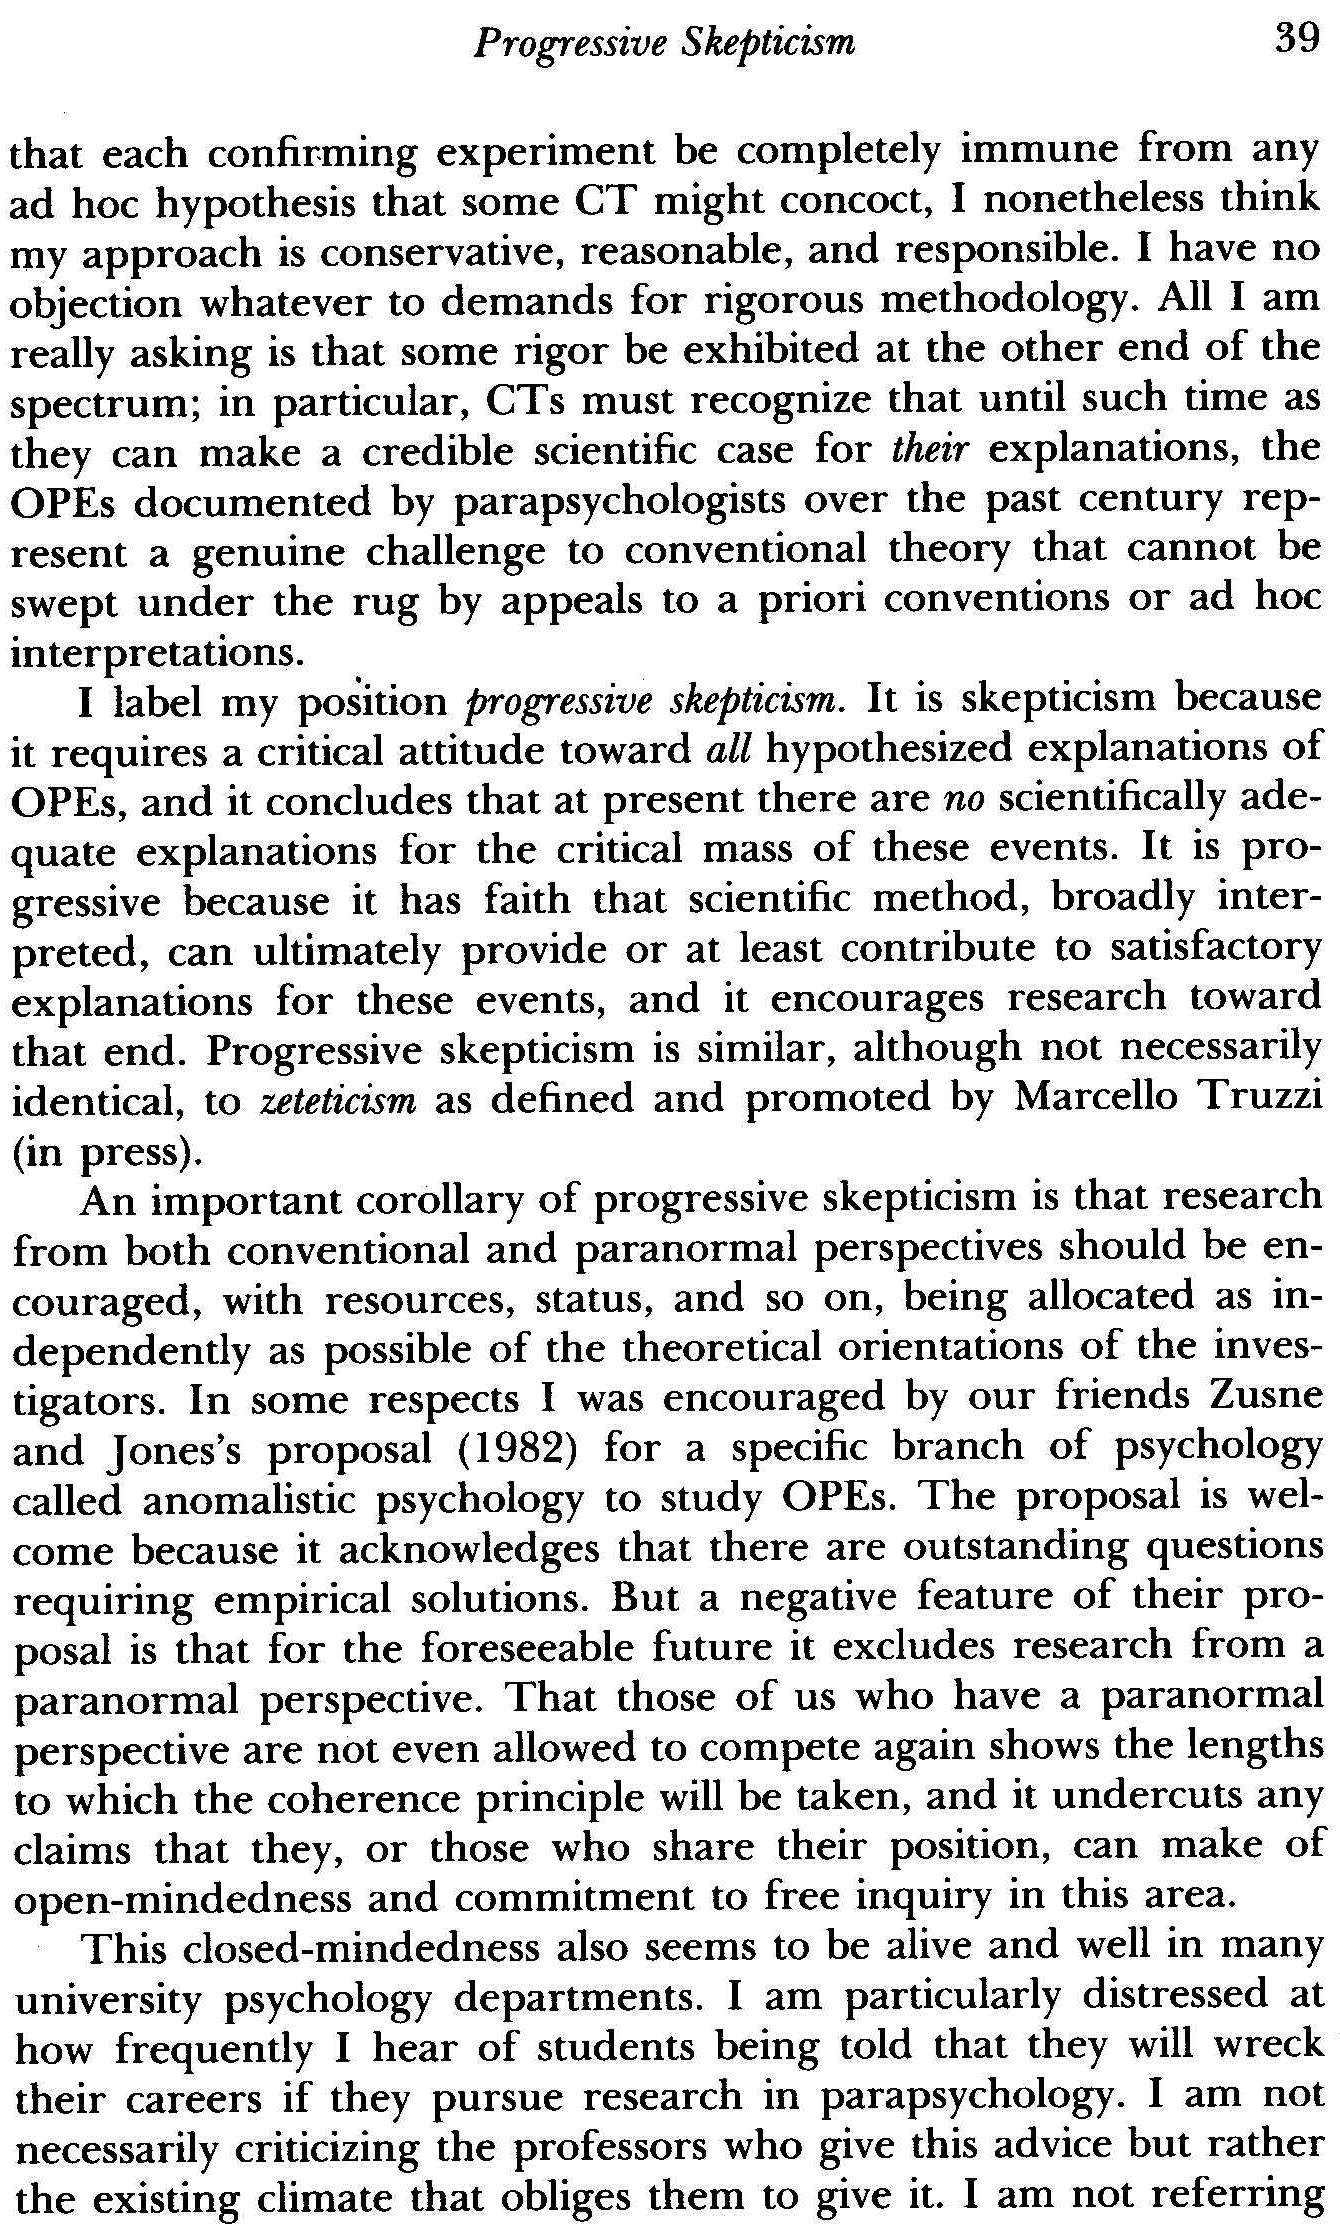 Progressive Skepticism 39
that each confirming experiment be completely immune from any
ad hoc hypothesis that some CT might concoct, I nonetheless think
my approach is conservative, reasonable, and responsible. I have no
objection whatever to demands for rigorous methodology. All I am
really asking is that some rigor be exhibited at the other end of the
spectrum; in particular, CTs must recognize that until such time as
they can make a credible scientific case for their explanations, the
OPEs documented by parapsychologists over the past century rep-
resent a genuine challenge to conventional theory that cannot be
swept under the rug by appeals to a priori conventions or ad hoc
interpretations.
I label my position progressive skepticism. It is skepticism because
it requires a critical attitude toward all hypothesized explanations of
OPEs, and it concludes that at present there are no scientifically ade-
quate explanations for the critical mass of these events. It is pro-
gressive because it has faith that scientific method, broadly inter-
preted, can ultimately provide or at least contribute to satisfactory
explanations for these events, and it encourages research toward
that end. Progressive skepticism is similar, although not necessarily
identical, to zeteticism as defined and promoted by Marcello Truzzi
(in press).
An important corollary of progressive skepticism is that research
from both conventional and paranormal perspectives should be en-
couraged, with resources, status, and so on, being allocated as in-
dependently as possible of the theoretical orientations of the inves-
tigators. In some respects I was encouraged by our friends Zusne
and Jones's proposal (1982) for a specific branch of psychology
called anomalistic psychology to study OPEs. The proposal is wel-
come because it acknowledges that there are outstanding questions
requiring empirical solutions. But a negative feature of their pro-
posal is that for the foreseeable future it excludes research from a
paranormal perspective. That those of us who have a paranormal
perspective are not even allowed to compete again shows the lengths
to which the coherence principle will be taken, and it undercuts any
claims that they, or those who share their position, can make of
open-mindedness and commitment to free inquiry in this area.
This closed-mindedness also seems to be alive and well in many
university psychology departments. I am particularly distressed at
how frequently I hear of students being told that they will wreck
their careers if they pursue research in parapsychology. I am not
necessarily criticizing the professors who give this advice but rather
the existing climate that obliges them to give it. I am not referring